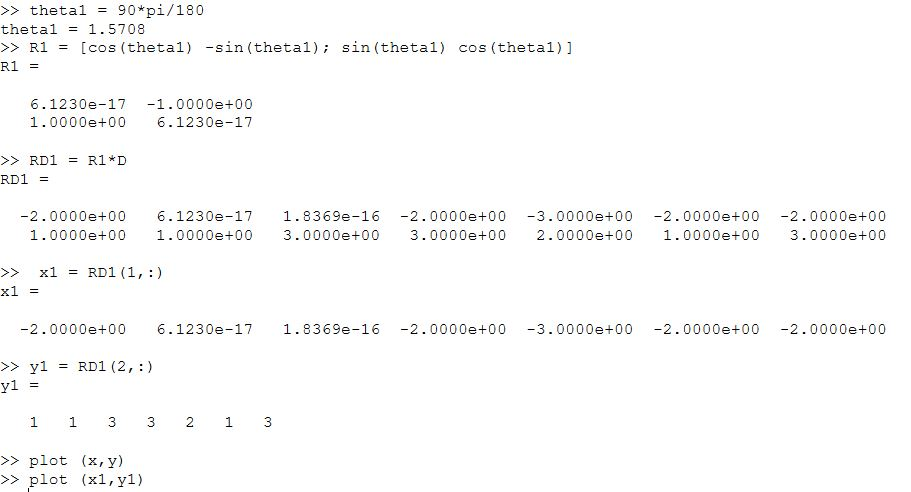 >> theta1 = 90*pi/180
theta1 = 1.5708
>> R1 = [cos(theta1) -sin(theta1); sin(theta1) cos(theta1)]
R1 =
6.1230e-17 -1.0000e+00
1.0000e+00 6.1230e-17
>> RD1 = R1*D
RD1 =
-2.0000e+00 6.1230e-17 1.8369e-16 -2.0000e+00 -3.0000e+00 -2.0000e+00 -2.0000e+00
1.0000e+00 1.0000e+00 3.0000e+00 3.0000e+00 2.0000e+00 1.0000e+00 3.0000e+00
>> x1 = RD1(1,:)
x1 =
-2.0000e+00 6.1230e-17 1.8369e-16 -2.0000e+00 -3.0000e+00 -2.0000e+00 -2.0000e+00
>> y1 = RD1(2,:)
y1 =
1 1 3 3 2 1 3
>> plot (x,y)
>> plot (x1,y1)